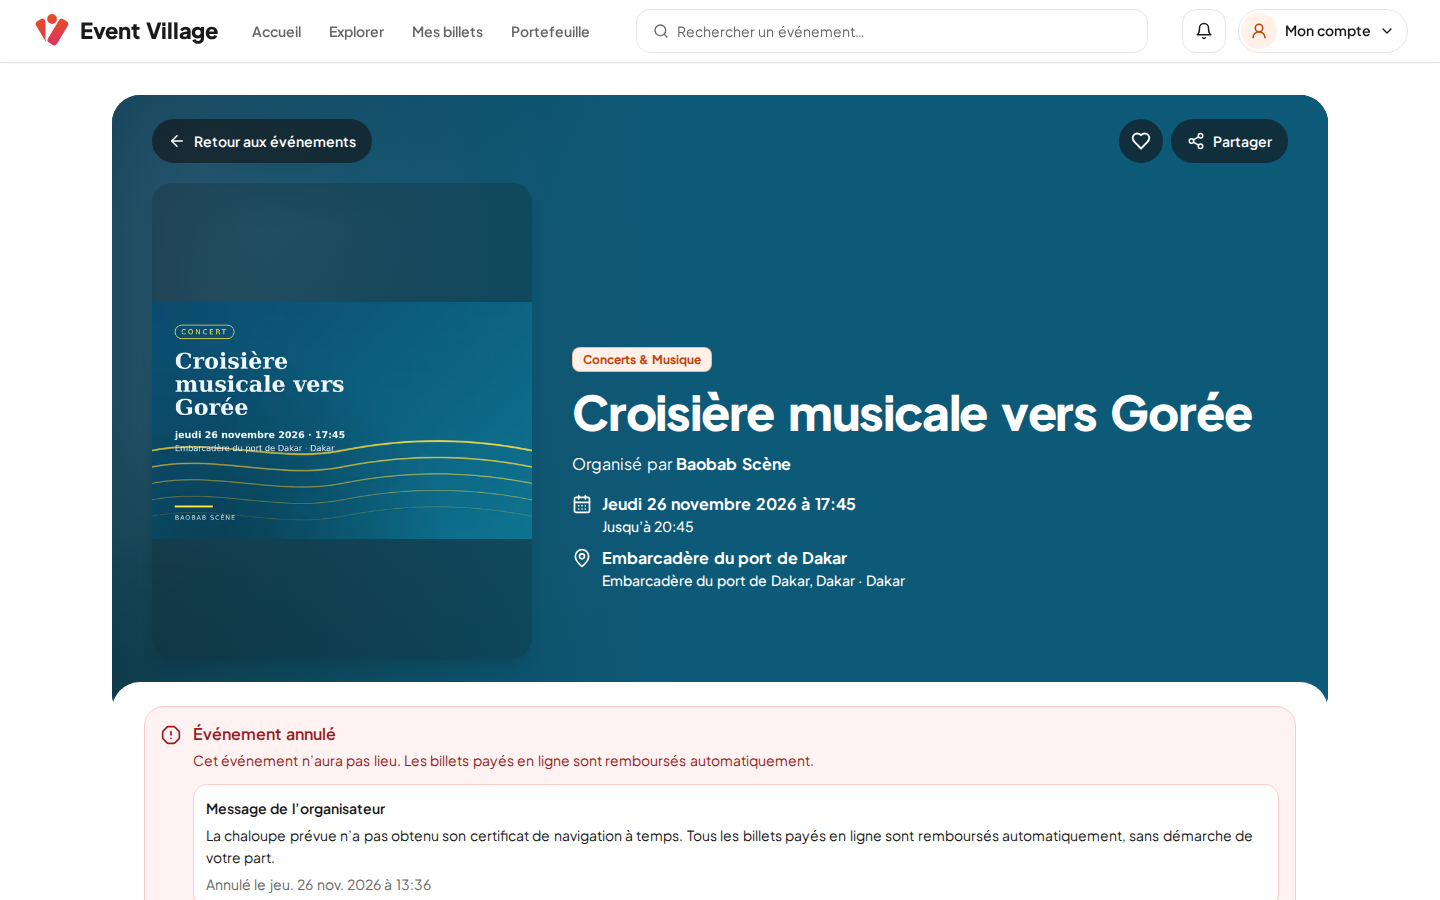 Event Village
Accueil
Explorer
Mes billets
Portefeuille
Rechercher un événement...
Mon compte
Retour aux événements
Partager
CONCERT
Croisière
musicale vers
Gorée
jeudi 26 novembre 2026 · 17:45
Embarcadère du port de Dakar · Dakar
BAOBAB SCÈNE
Concerts & Musique
Croisière musicale vers Gorée
Organisé par Baobab Scène
Jeudi 26 novembre 2026 à 17:45
Jusqu'à 20:45
Embarcadère du port de Dakar
Embarcadère du port de Dakar, Dakar · Dakar
Événement annulé
Cet événement n'aura pas lieu. Les billets payés en ligne sont remboursés automatiquement.
Message de l'organisateur
La chaloupe prévue n'a pas obtenu son certificat de navigation à temps. Tous les billets payés en ligne sont remboursés automatiquement, sans démarche de
votre part.
Annulé le jeu. 26 nov. 2026 à 13:36